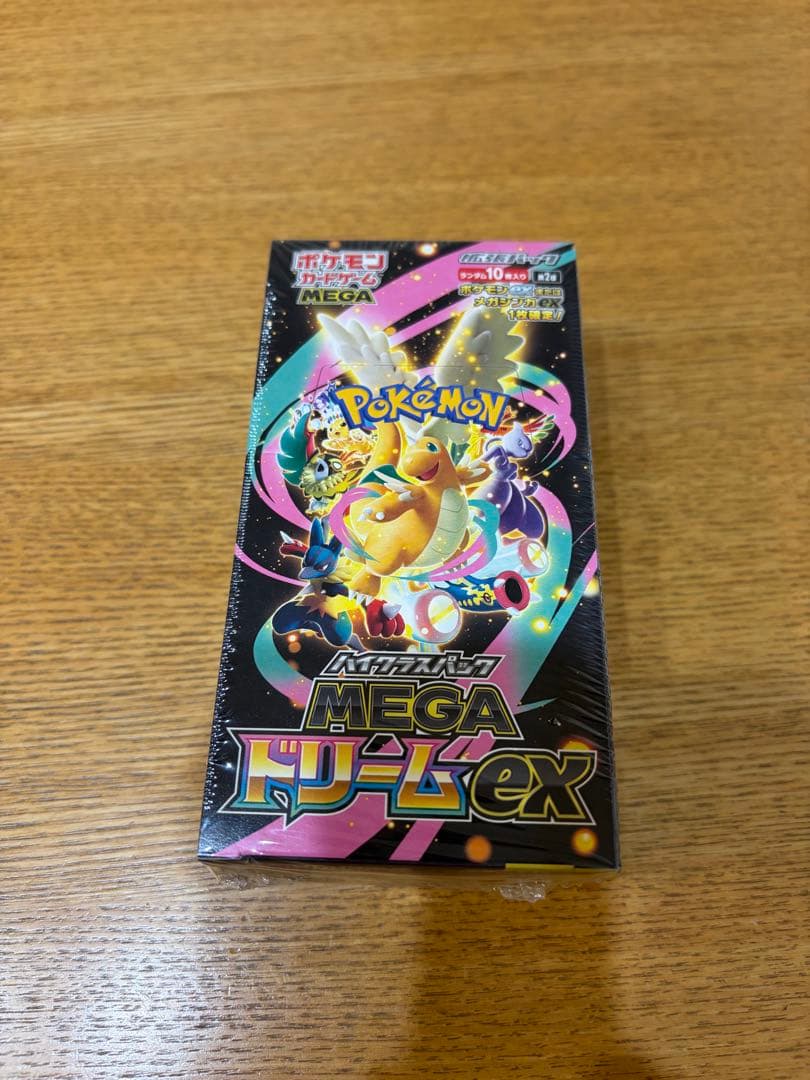 ポケモン
カードゲーム
MEGA
拡張パック
ランダム10枚入り
ポケモンexまたは
メガシンカex
1枚確定!
POKÉMON
ハイクラスパック
MEGA
ドリームex